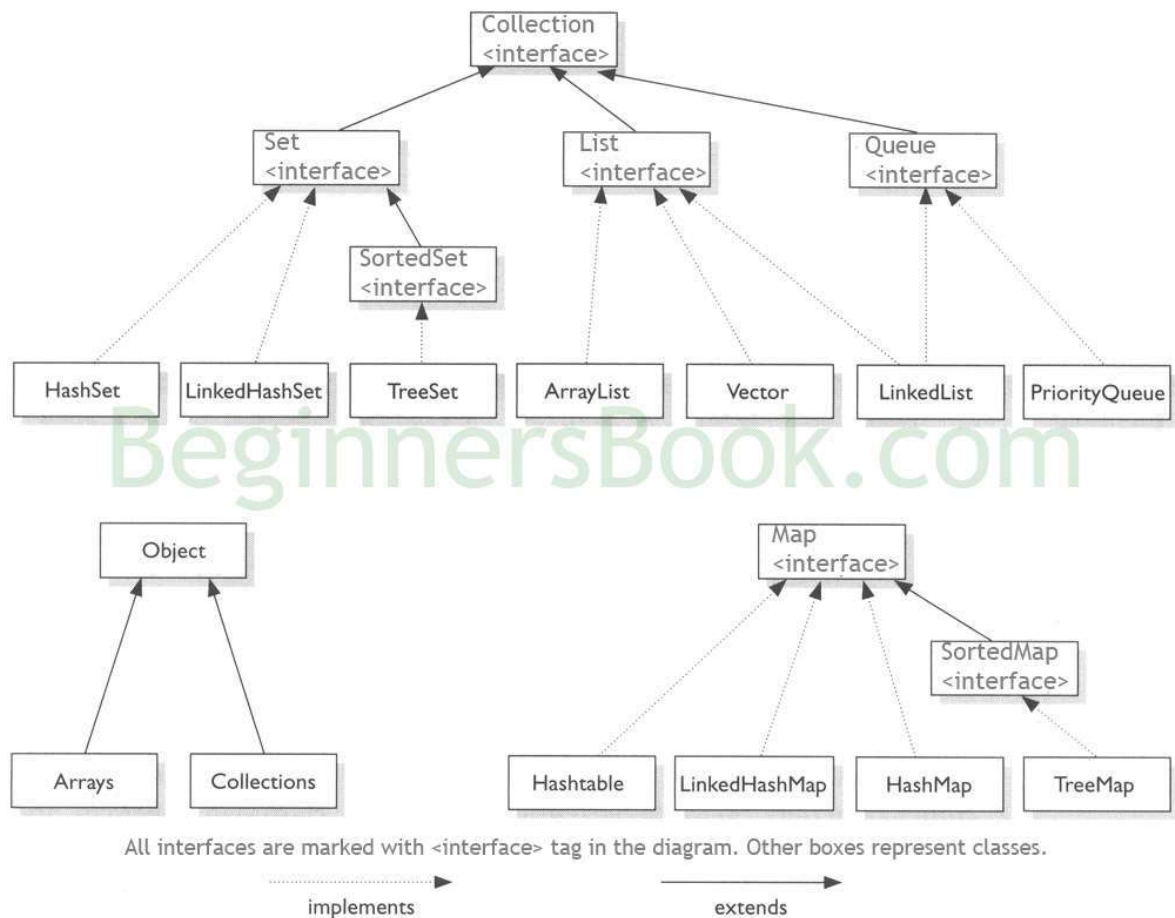 Collection
<interface>
Set
<interface>
List
<interface>
Queue
<interface>
SortedSet
<interface>
HashSet
LinkedHashSet
TreeSet
ArrayList
Vector
LinkedList
PriorityQueue
BeginnersBook.com
Object
Map
<interface>
SortedMap
<interface>
Arrays
Collections
Hashtable
LinkedHashMap
HashMap
TreeMap
All interfaces are marked with <interface> tag in the diagram. Other boxes represent classes.
implements
extends